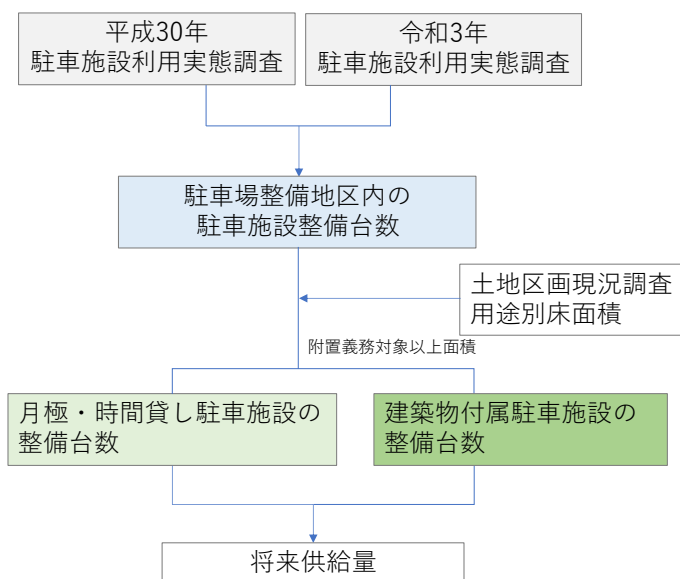 平成30年
駐車施設利用実態調査
令和3年
駐車施設利用実態調査
駐車場整備地区内の
駐車施設整備台数
土地区画現況調査
用途別床面積
附置義務対象以上面積
月極・時間貸し駐車施設の
整備台数
建築物付属駐車施設の
整備台数
将来供給量